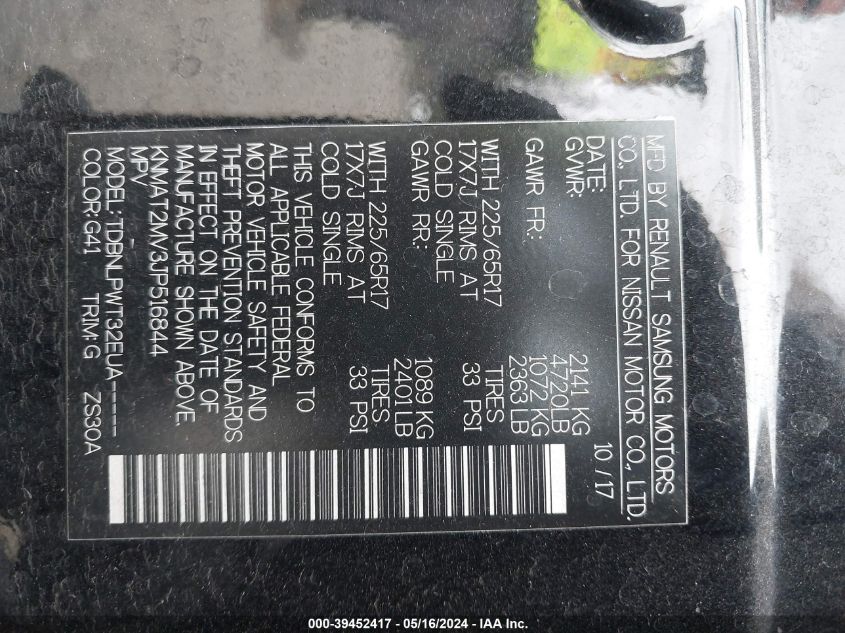 MFD BY RENAULT SAMSUNG MOTORS
CO., LTD. FOR NISSAN MOTOR CO., LTD.
DATE: 10 / 17
GVWR: 2141 KG
4720LB
GAWR FR: 1072 KG
2363 LB
WITH 225/65R17 TIRES
17X7J RIMS AT 33 PSI
COLD SINGLE
GAWR RR: 1089 KG
2401 LB
WITH 225/65R17 TIRES
17X7J RIMS AT 33 PSI
COLD SINGLE
THIS VEHICLE CONFORMS TO
ALL APPLICABLE FEDERAL
MOTOR VEHICLE SAFETY AND
THEFT PREVENTION STANDARDS
IN EFFECT ON THE DATE OF
MANUFACTURE SHOWN ABOVE.
KNMAT2MV3JP516844
MPV
MODEL: TDBNLPWT32EUA-----
COLOR: G41 TRIM: G ZS30A
000-39452417 - 05/16/2024 - IAA Inc.